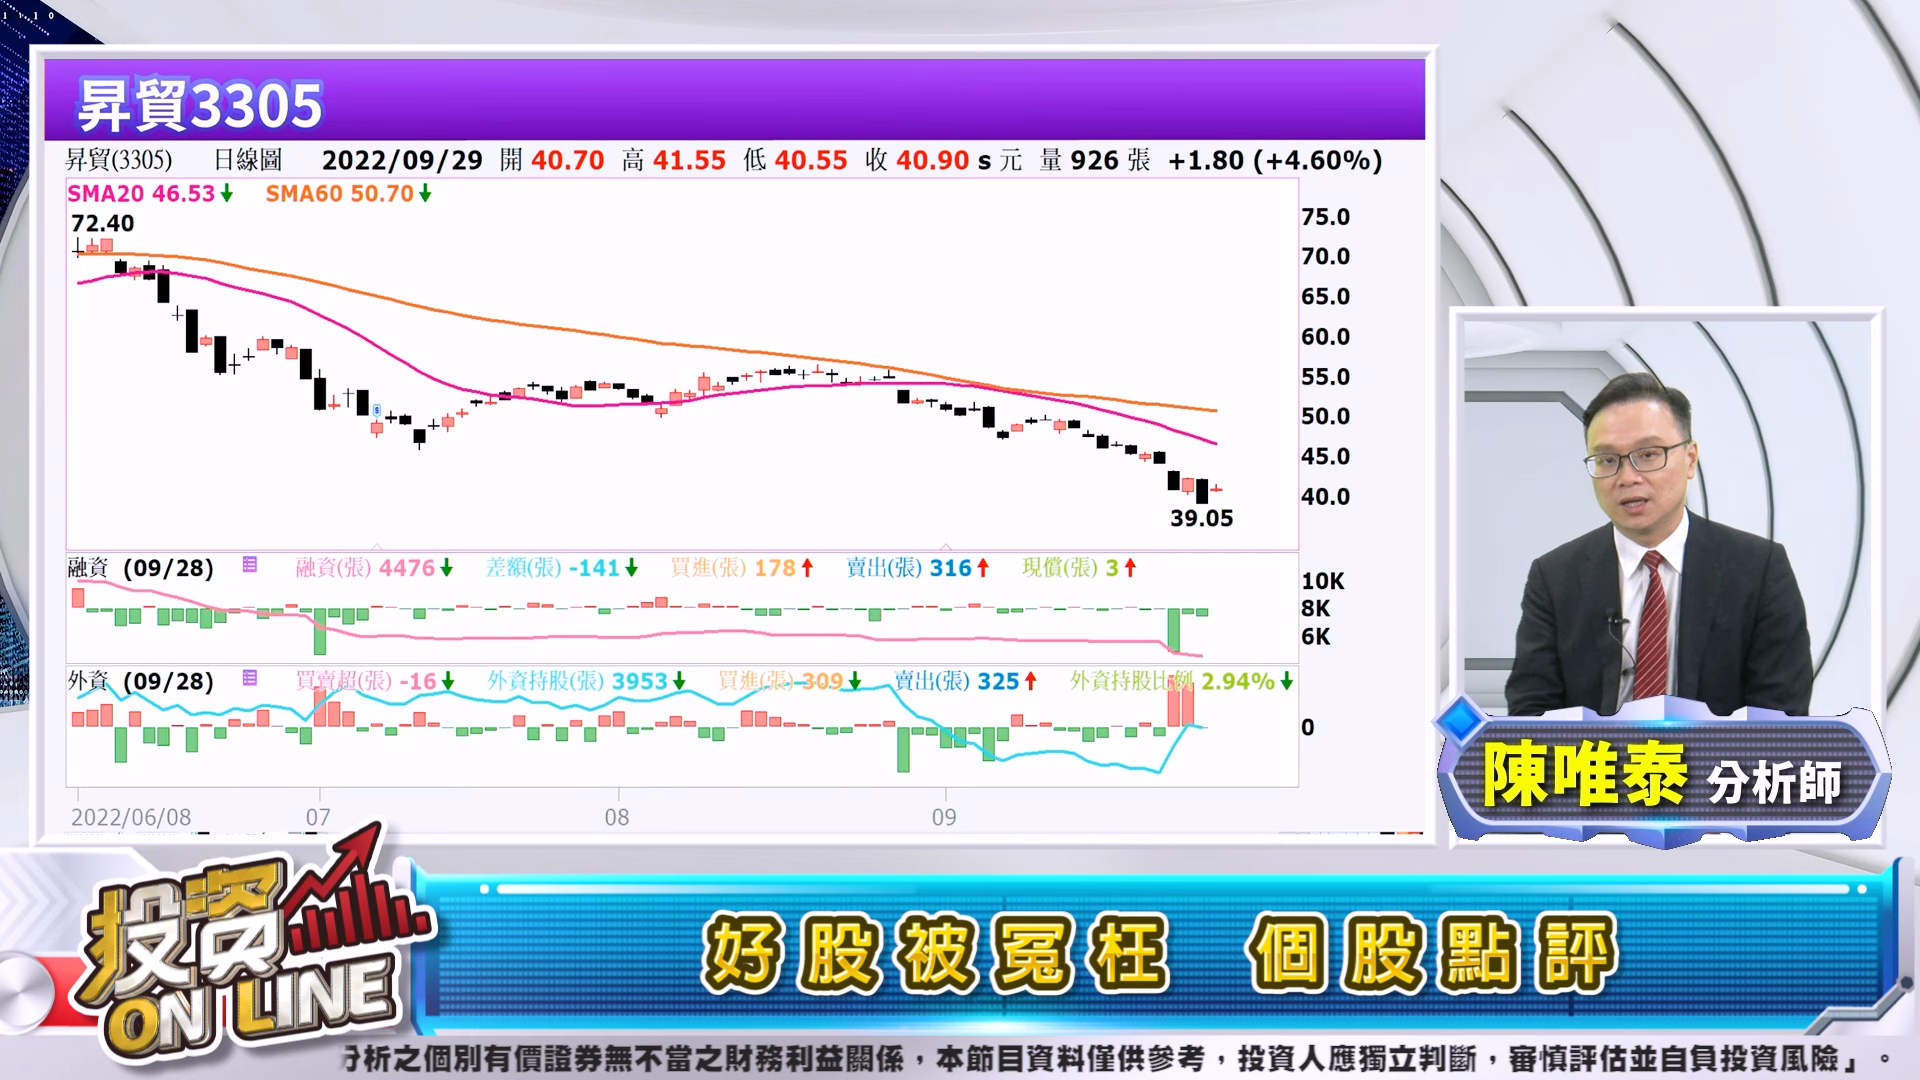 昇貿3305
昇貿(3305) 日線圖 2022/09/29 開 40.70 高 41.55 低 40.55 收 40.90 s 元 量 926 張 +1.80 (+4.60%)
SMA20 46.53↓ SMA60 50.70↓
72.40
75.0
70.0
65.0
60.0
55.0
50.0
45.0
40.0
39.05
融資 (09/28) 融資(張) 4476↓ 差額(張) -141↓ 買進(張) 178↑ 賣出(張) 316↑ 現償(張) 3↑
10K
8K
6K
外資 (09/28) 買賣超(張) -16↓ 外資持股(張) 3953↓ 買進(張) 309↓ 賣出(張) 325↑ 外資持股比例 2.94%↓
0
2022/06/08 07 08 09
陳唯泰 分析師
投資
ON LINE
好股被冤枉 個股點評
分析之個別有價證券無不當之財務利益關係，本節目資料僅供參考，投資人應獨立判斷，審慎評估並自負投資風險」。